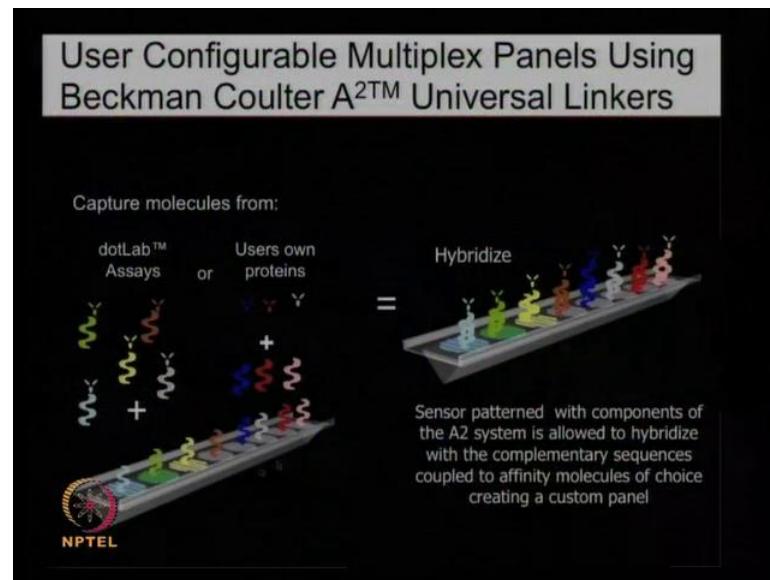 User Configurable Multiplex Panels Using
Beckman Coulter A2TM Universal Linkers
Capture molecules from:
dotLab™
Assays
or
Users own
proteins
+
+
=
Hybridize
Sensor patterned with components of
the A2 system is allowed to hybridize
with the complementary sequences
coupled to affinity molecules of choice
creating a custom panel
NPTEL